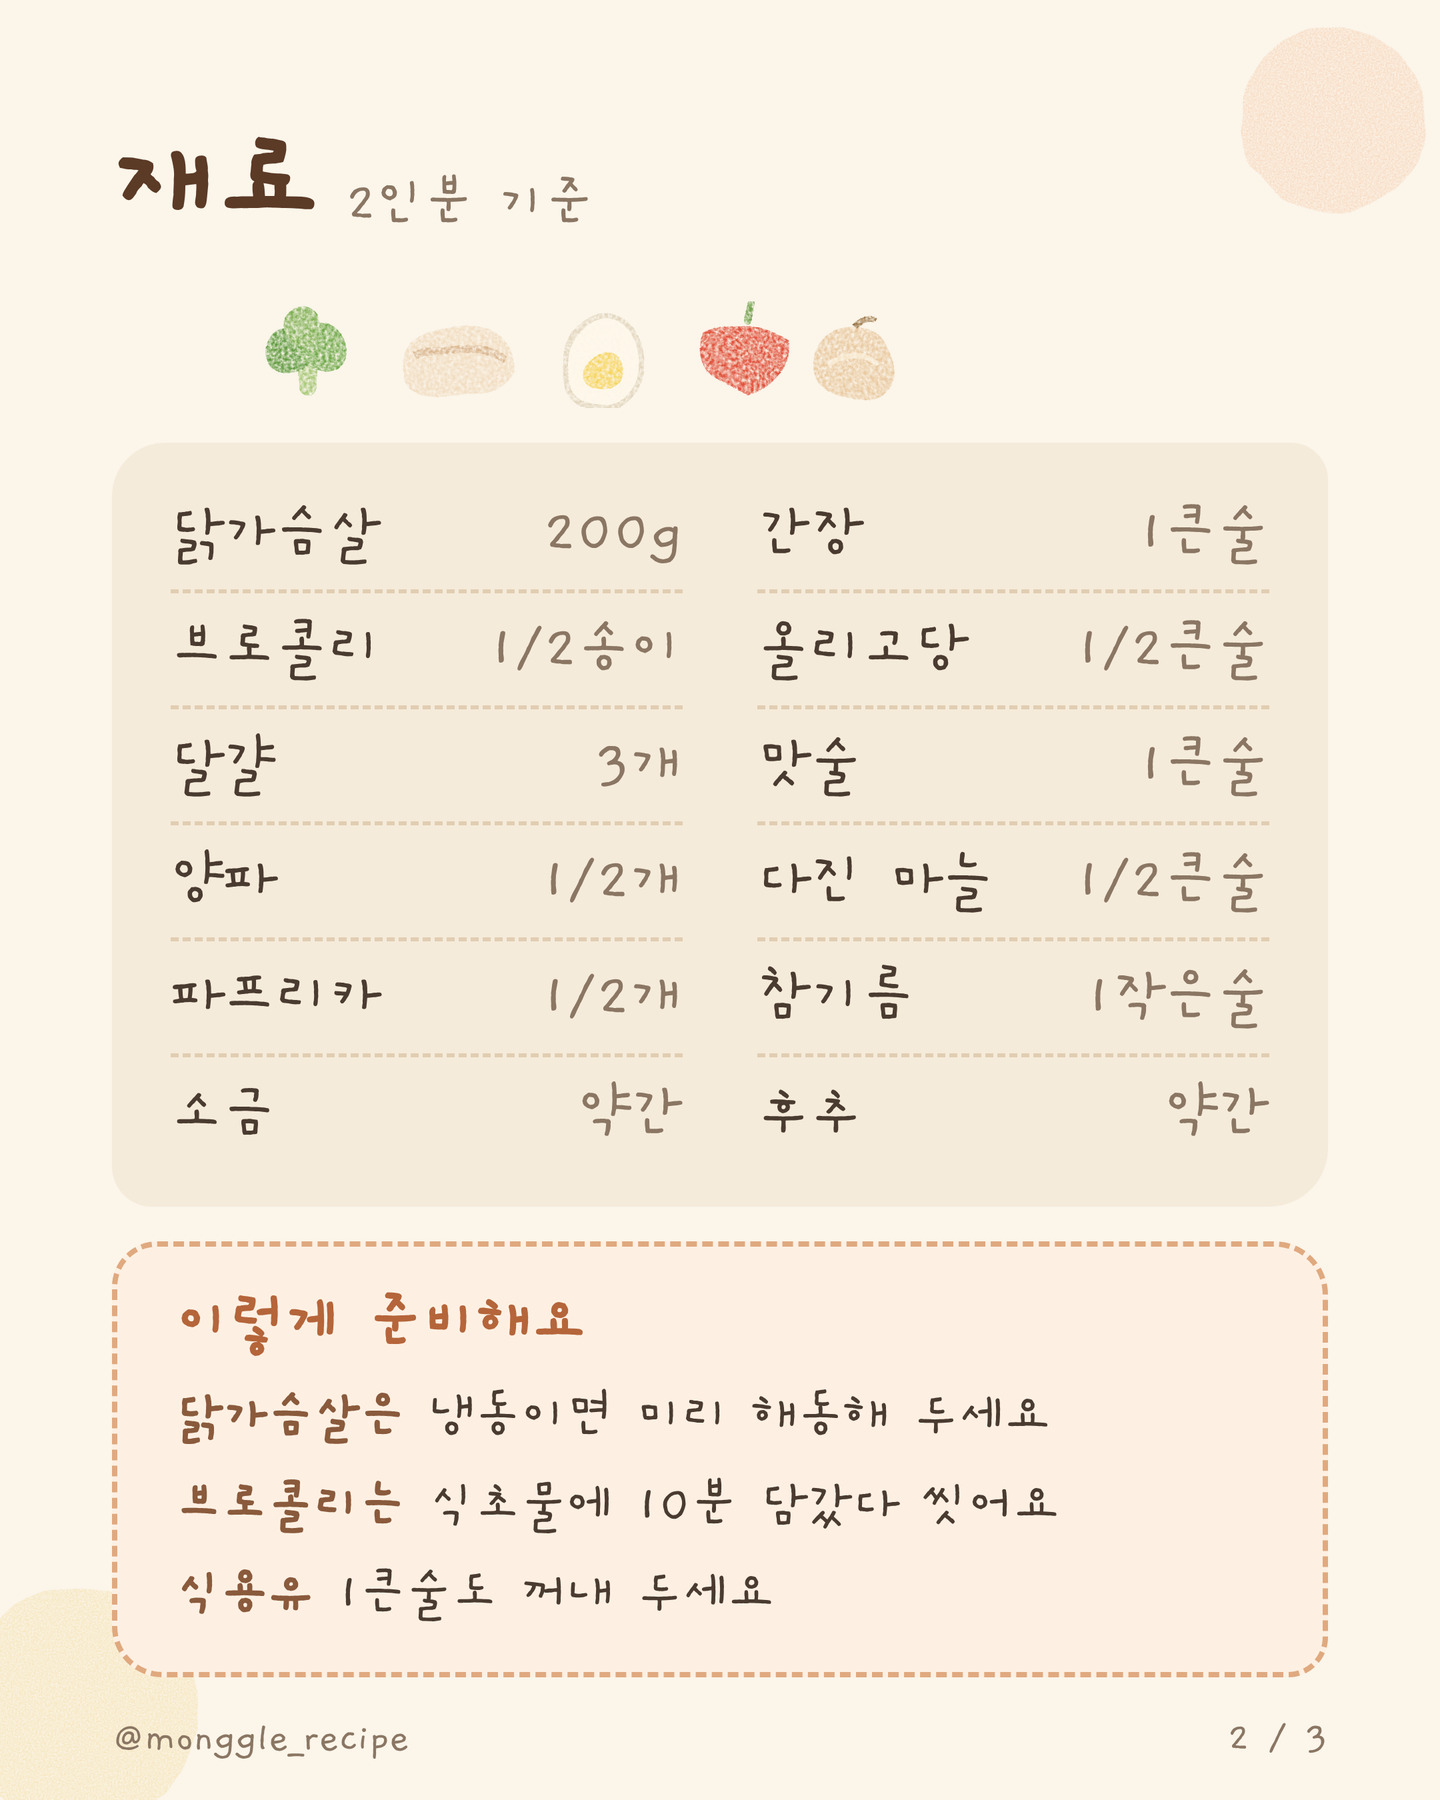 재료 2인분 기준
닭가슴살 200g
브로콜리 1/2송이
달걀 3개
양파 1/2개
파프리카 1/2개
소금 약간
간장 1큰술
올리고당 1/2큰술
맛술 1큰술
다진 마늘 1/2큰술
참기름 1작은술
후추 약간
이렇게 준비해요
닭가슴살은 냉동이면 미리 해동해 두세요
브로콜리는 식초물에 10분 담갔다 씻어요
식용유 1큰술도 꺼내 두세요
@monggle_recipe
2 / 3